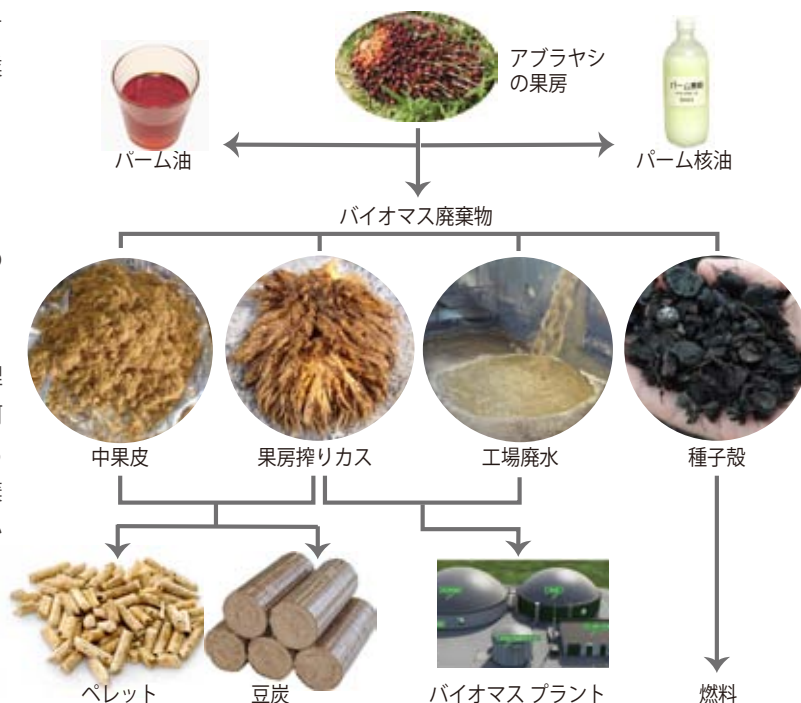 アブラヤシ
の果房
パーム油
パーム核油
バイオマス廃棄物
中果皮
果房搾りカス
工場廃水
種子殻
ペレット
豆炭
バイオマス プラント
燃料